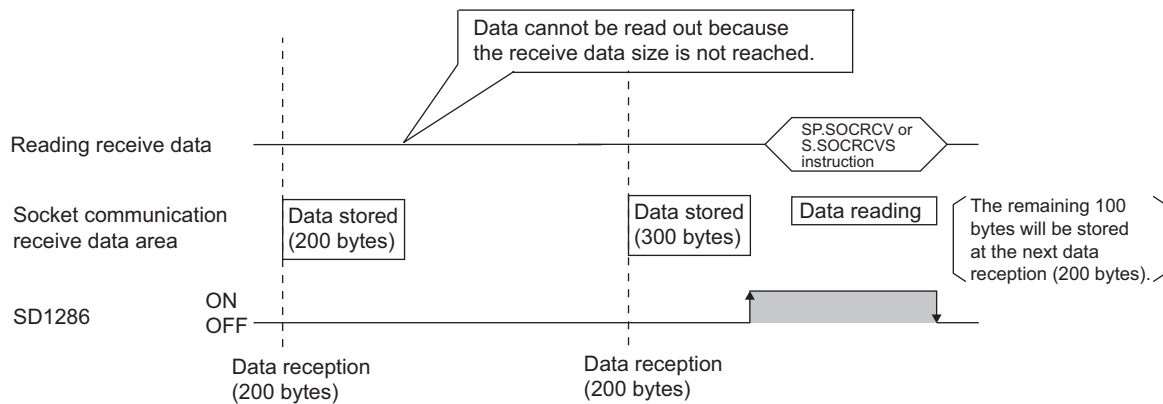 Data cannot be read out because
the receive data size is not reached.
Reading receive data
SP.SOCRCV or
S.SOCRCVS
instruction
Socket communication
receive data area
Data stored
(200 bytes)
Data stored
(300 bytes)
Data reading
The remaining 100
bytes will be stored
at the next data
reception (200 bytes).
SD1286
ON
OFF
Data reception
(200 bytes)
Data reception
(200 bytes)